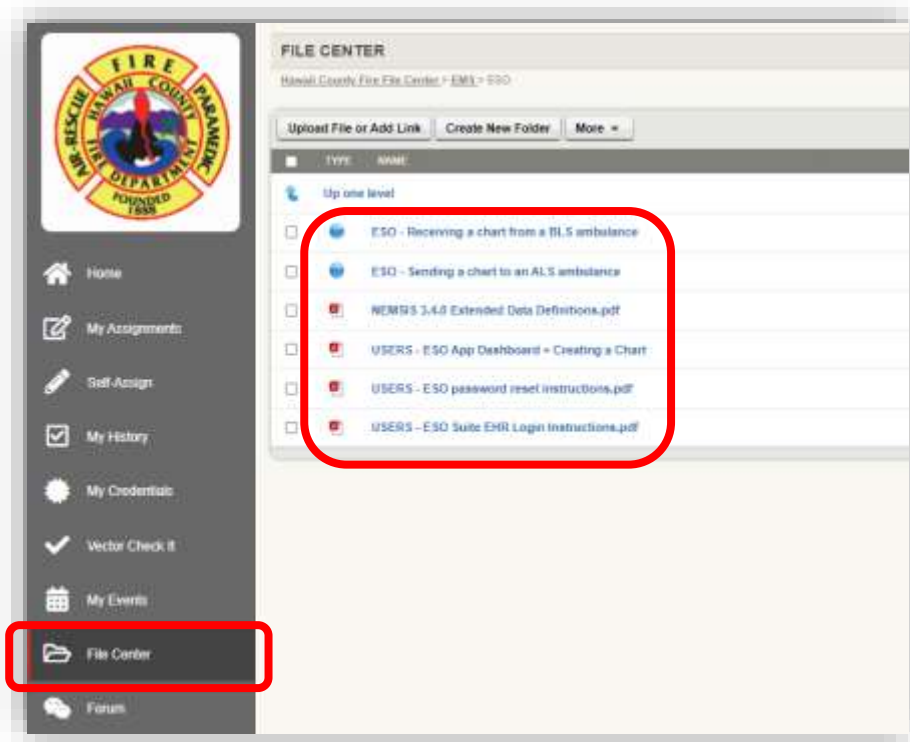 FIRE
HAWAII COUNTY
AIR-RESCUE
PARAMEDIC
FIRE
DEPARTMENT
FOUNDED
1888
Home
My Assignments
Self-Assign
My History
My Credentials
Vector Check It
My Events
File Center
Forum
FILE CENTER
Hawaii County Fire File Center > EMS > ESO
Upload File or Add Link Create New Folder More
TYPE NAME
Up one level
ESO - Receiving a chart from a BLS ambulance
ESO - Sending a chart to an ALS ambulance
NEMSIS 3.4.0 Extended Data Definitions.pdf
USERS - ESO App Dashboard + Creating a Chart
USERS - ESO password reset instructions.pdf
USERS - ESO Suite EHR Login Instructions.pdf